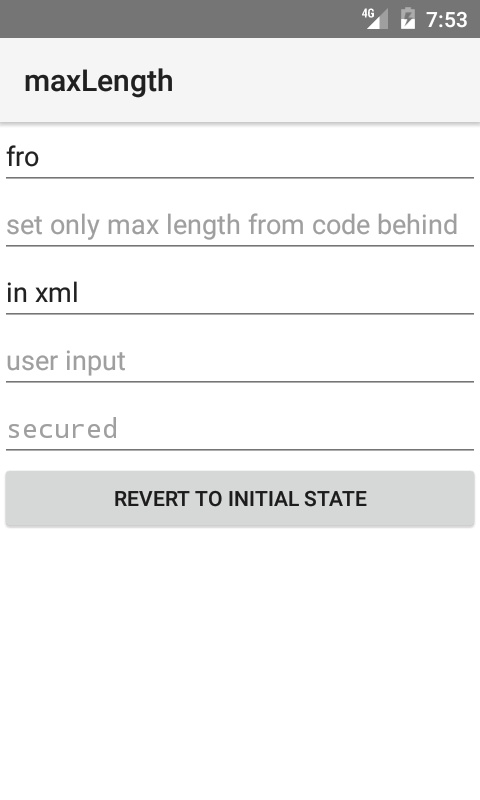 4G 7:53
maxLength
fro
set only max length from code behind
in xml
user input
secured
REVERT TO INITIAL STATE